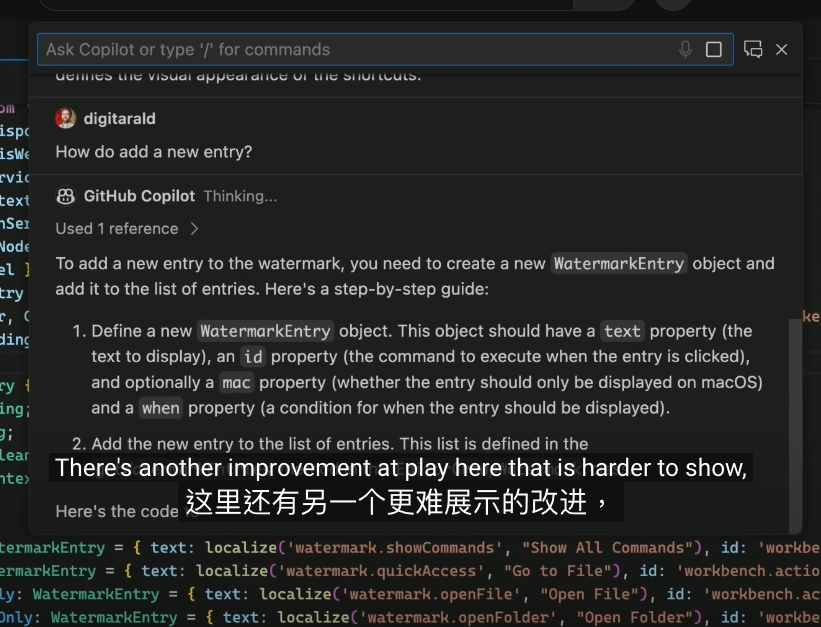 Ask Copilot or type '/' for commands
defines the visual appearance of the shortcuts.
digitarald
How do add a new entry?
GitHub Copilot Thinking...
Used 1 reference
To add a new entry to the watermark, you need to create a new WatermarkEntry object and
add it to the list of entries. Here's a step-by-step guide:
1. Define a new WatermarkEntry object. This object should have a text property (the
text to display), an id property (the command to execute when the entry is clicked),
and optionally a mac property (whether the entry should only be displayed on macOS)
and a when property (a condition for when the entry should be displayed).
2. Add the new entry to the list of entries. This list is defined in the
There's another improvement at play here that is harder to show,
这里还有另一个更难展示的改进，
Here's the code
termarkEntry = { text: localize('watermark.showCommands', "Show All Commands"), id: 'workbe
ermarkEntry = { text: localize('watermark.quickAccess', "Go to File"), id: 'workbench.actio
ly: WatermarkEntry = { text: localize('watermark.openFile', "Open File"), id: 'workbench.ac
Only: WatermarkEntry = { text: localize('watermark.openFolder', "Open Folder"), id: 'workbe